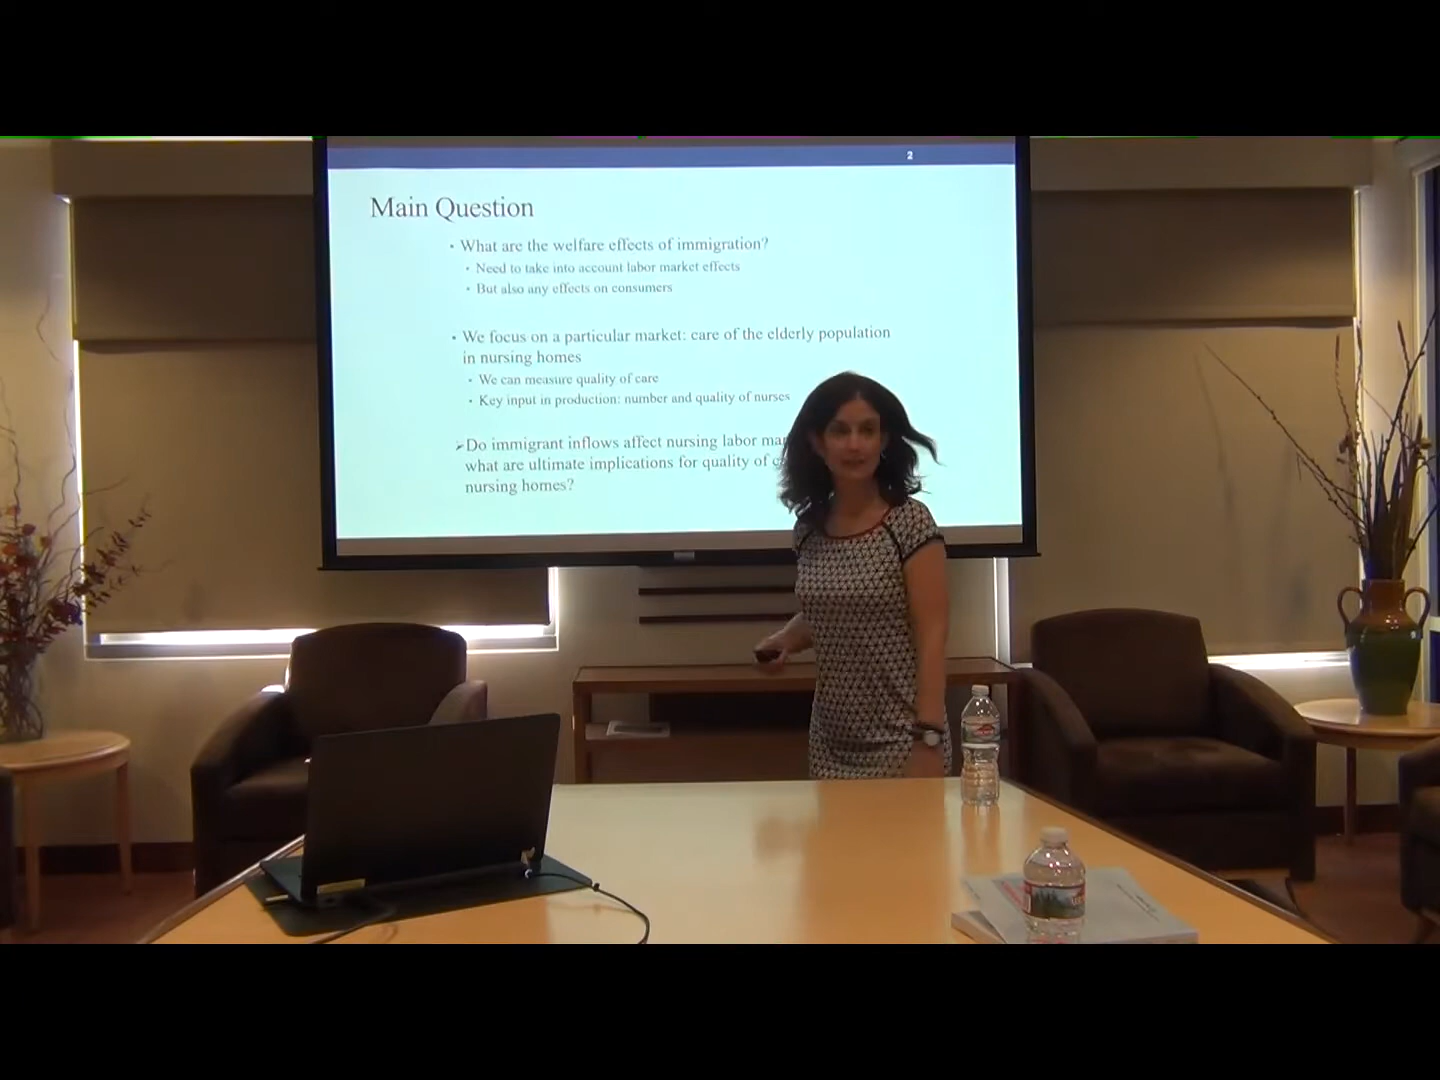 2
Main Question
• What are the welfare effects of immigration?
• Need to take into account labor market effects
• But also any effects on consumers
• We focus on a particular market: care of the elderly population
in nursing homes
• We can measure quality of care
• Key input in production: number and quality of nurses
➢Do immigrant inflows affect nursing labor
what are ultimate implications for quality of
nursing homes?